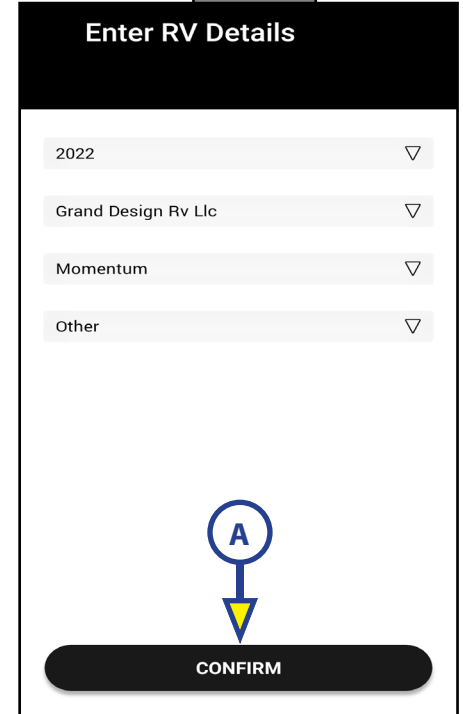 Enter RV Details
2022
Grand Design Rv Llc
Momentum
Other
A
CONFIRM